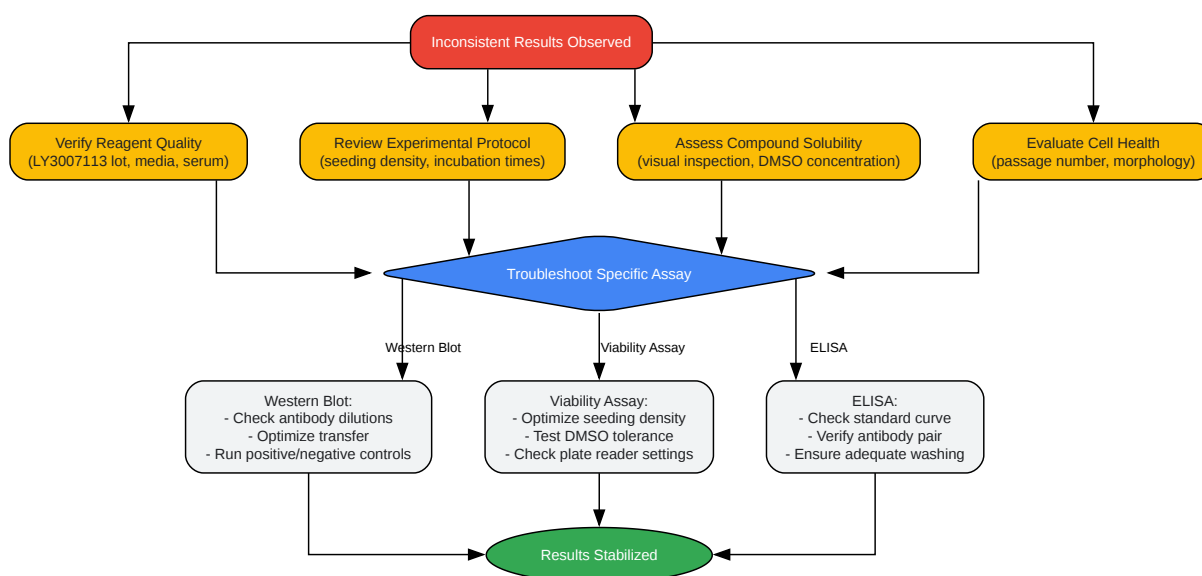 Inconsistent Results Observed
Verify Reagent Quality
(LY3007113 lot, media, serum)
Review Experimental Protocol
(seeding density, incubation times)
Assess Compound Solubility
(visual inspection, DMSO concentration)
Evaluate Cell Health
(passage number, morphology)
Troubleshoot Specific Assay
Western Blot
Viability Assay
ELISA
Western Blot:
- Check antibody dilutions
- Optimize transfer
- Run positive/negative controls
Viability Assay:
- Optimize seeding density
- Test DMSO tolerance
- Check plate reader settings
ELISA:
- Check standard curve
- Verify antibody pair
- Ensure adequate washing
Results Stabilized